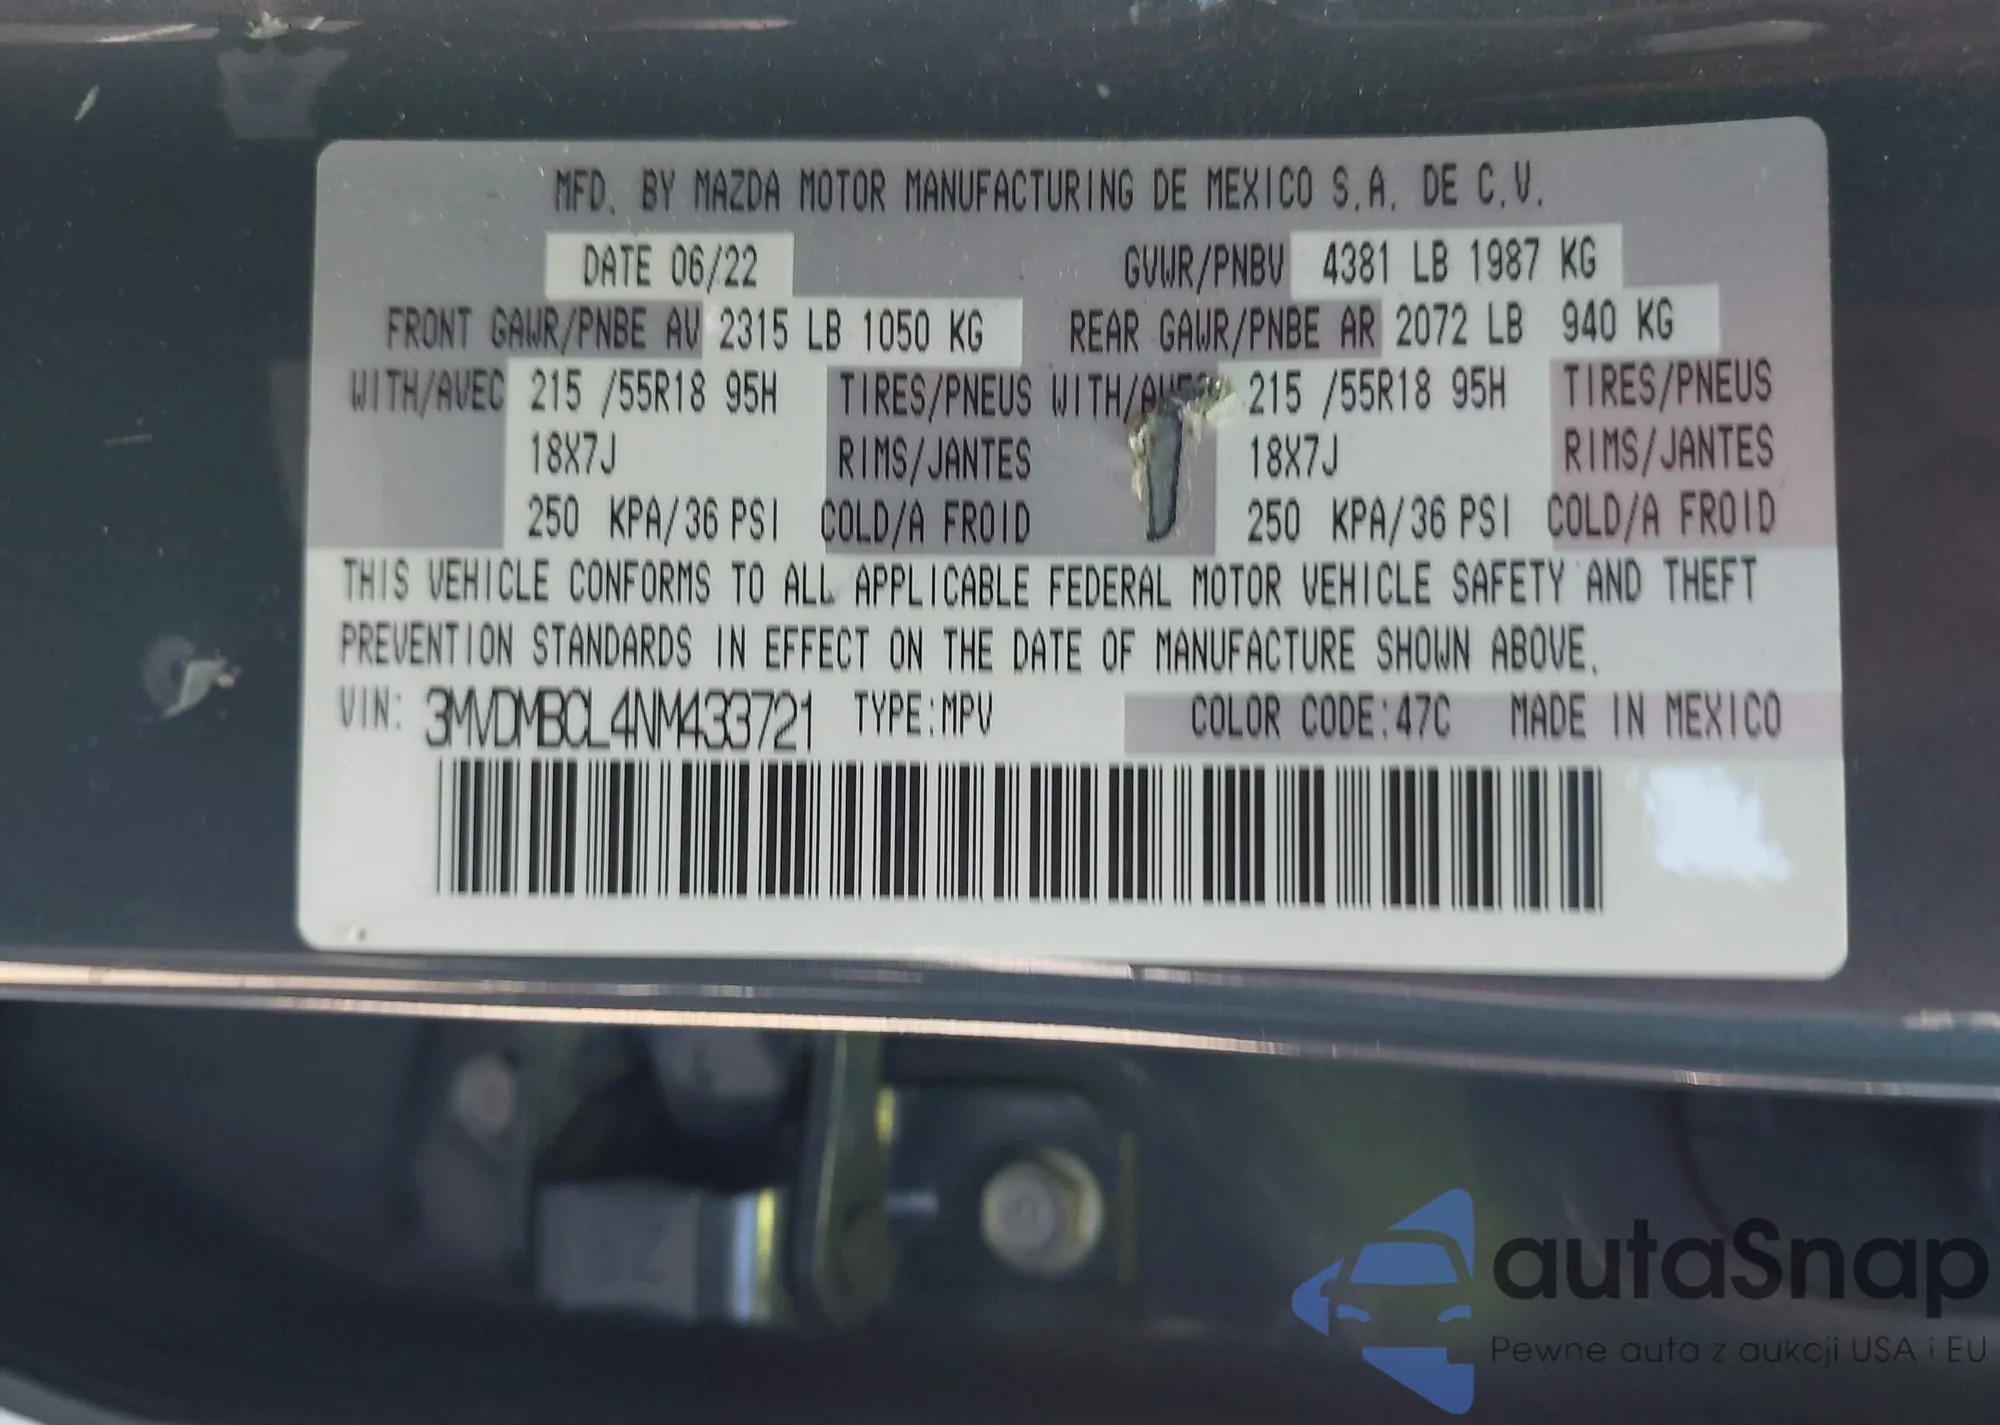 MFD. BY MAZDA MOTOR MANUFACTURING DE MEXICO S.A. DE C.V.
DATE 06/22 GVWR/PNBV 4381 LB 1987 KG
FRONT GAWR/PNBE AV 2315 LB 1050 KG REAR GAWR/PNBE AR 2072 LB 940 KG
WITH/AVEC 215 /55R18 95H TIRES/PNEUS WITH/AVEC 215 /55R18 95H TIRES/PNEUS
18X7J RIMS/JANTES 18X7J RIMS/JANTES
250 KPA/36 PSI COLD/A FROID 250 KPA/36 PSI COLD/A FROID
THIS VEHICLE CONFORMS TO ALL APPLICABLE FEDERAL MOTOR VEHICLE SAFETY AND THEFT
PREVENTION STANDARDS IN EFFECT ON THE DATE OF MANUFACTURE SHOWN ABOVE.
VIN: 3MVDMBCL4NM433721 TYPE:MPV COLOR CODE:47C MADE IN MEXICO
autaSnap
Pewne auta z aukcji USA i EU